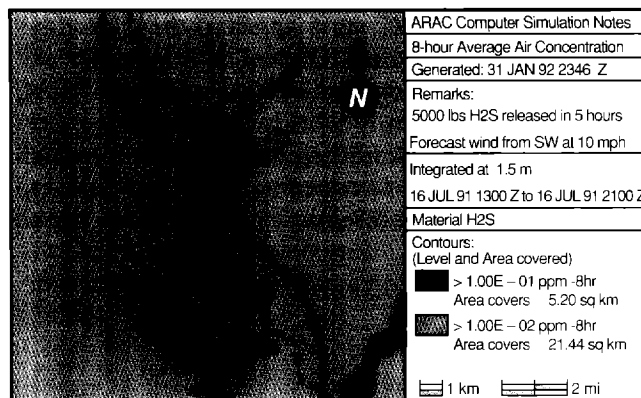 N
ARAC Computer Simulation Notes
8-hour Average Air Concentration
Generated: 31 JAN 92 2346 Z
Remarks:
5000 lbs H2S released in 5 hours
Forecast wind from SW at 10 mph
Integrated at 1.5 m
16 JUL 91 1300 Z to 16 JUL 91 2100 Z
Material H2S
Contours:
(Level and Area covered)
> 1.00E – 01 ppm -8hr
Area covers 5.20 sq km
> 1.00E – 02 ppm -8hr
Area covers 21.44 sq km
1 km 2 mi